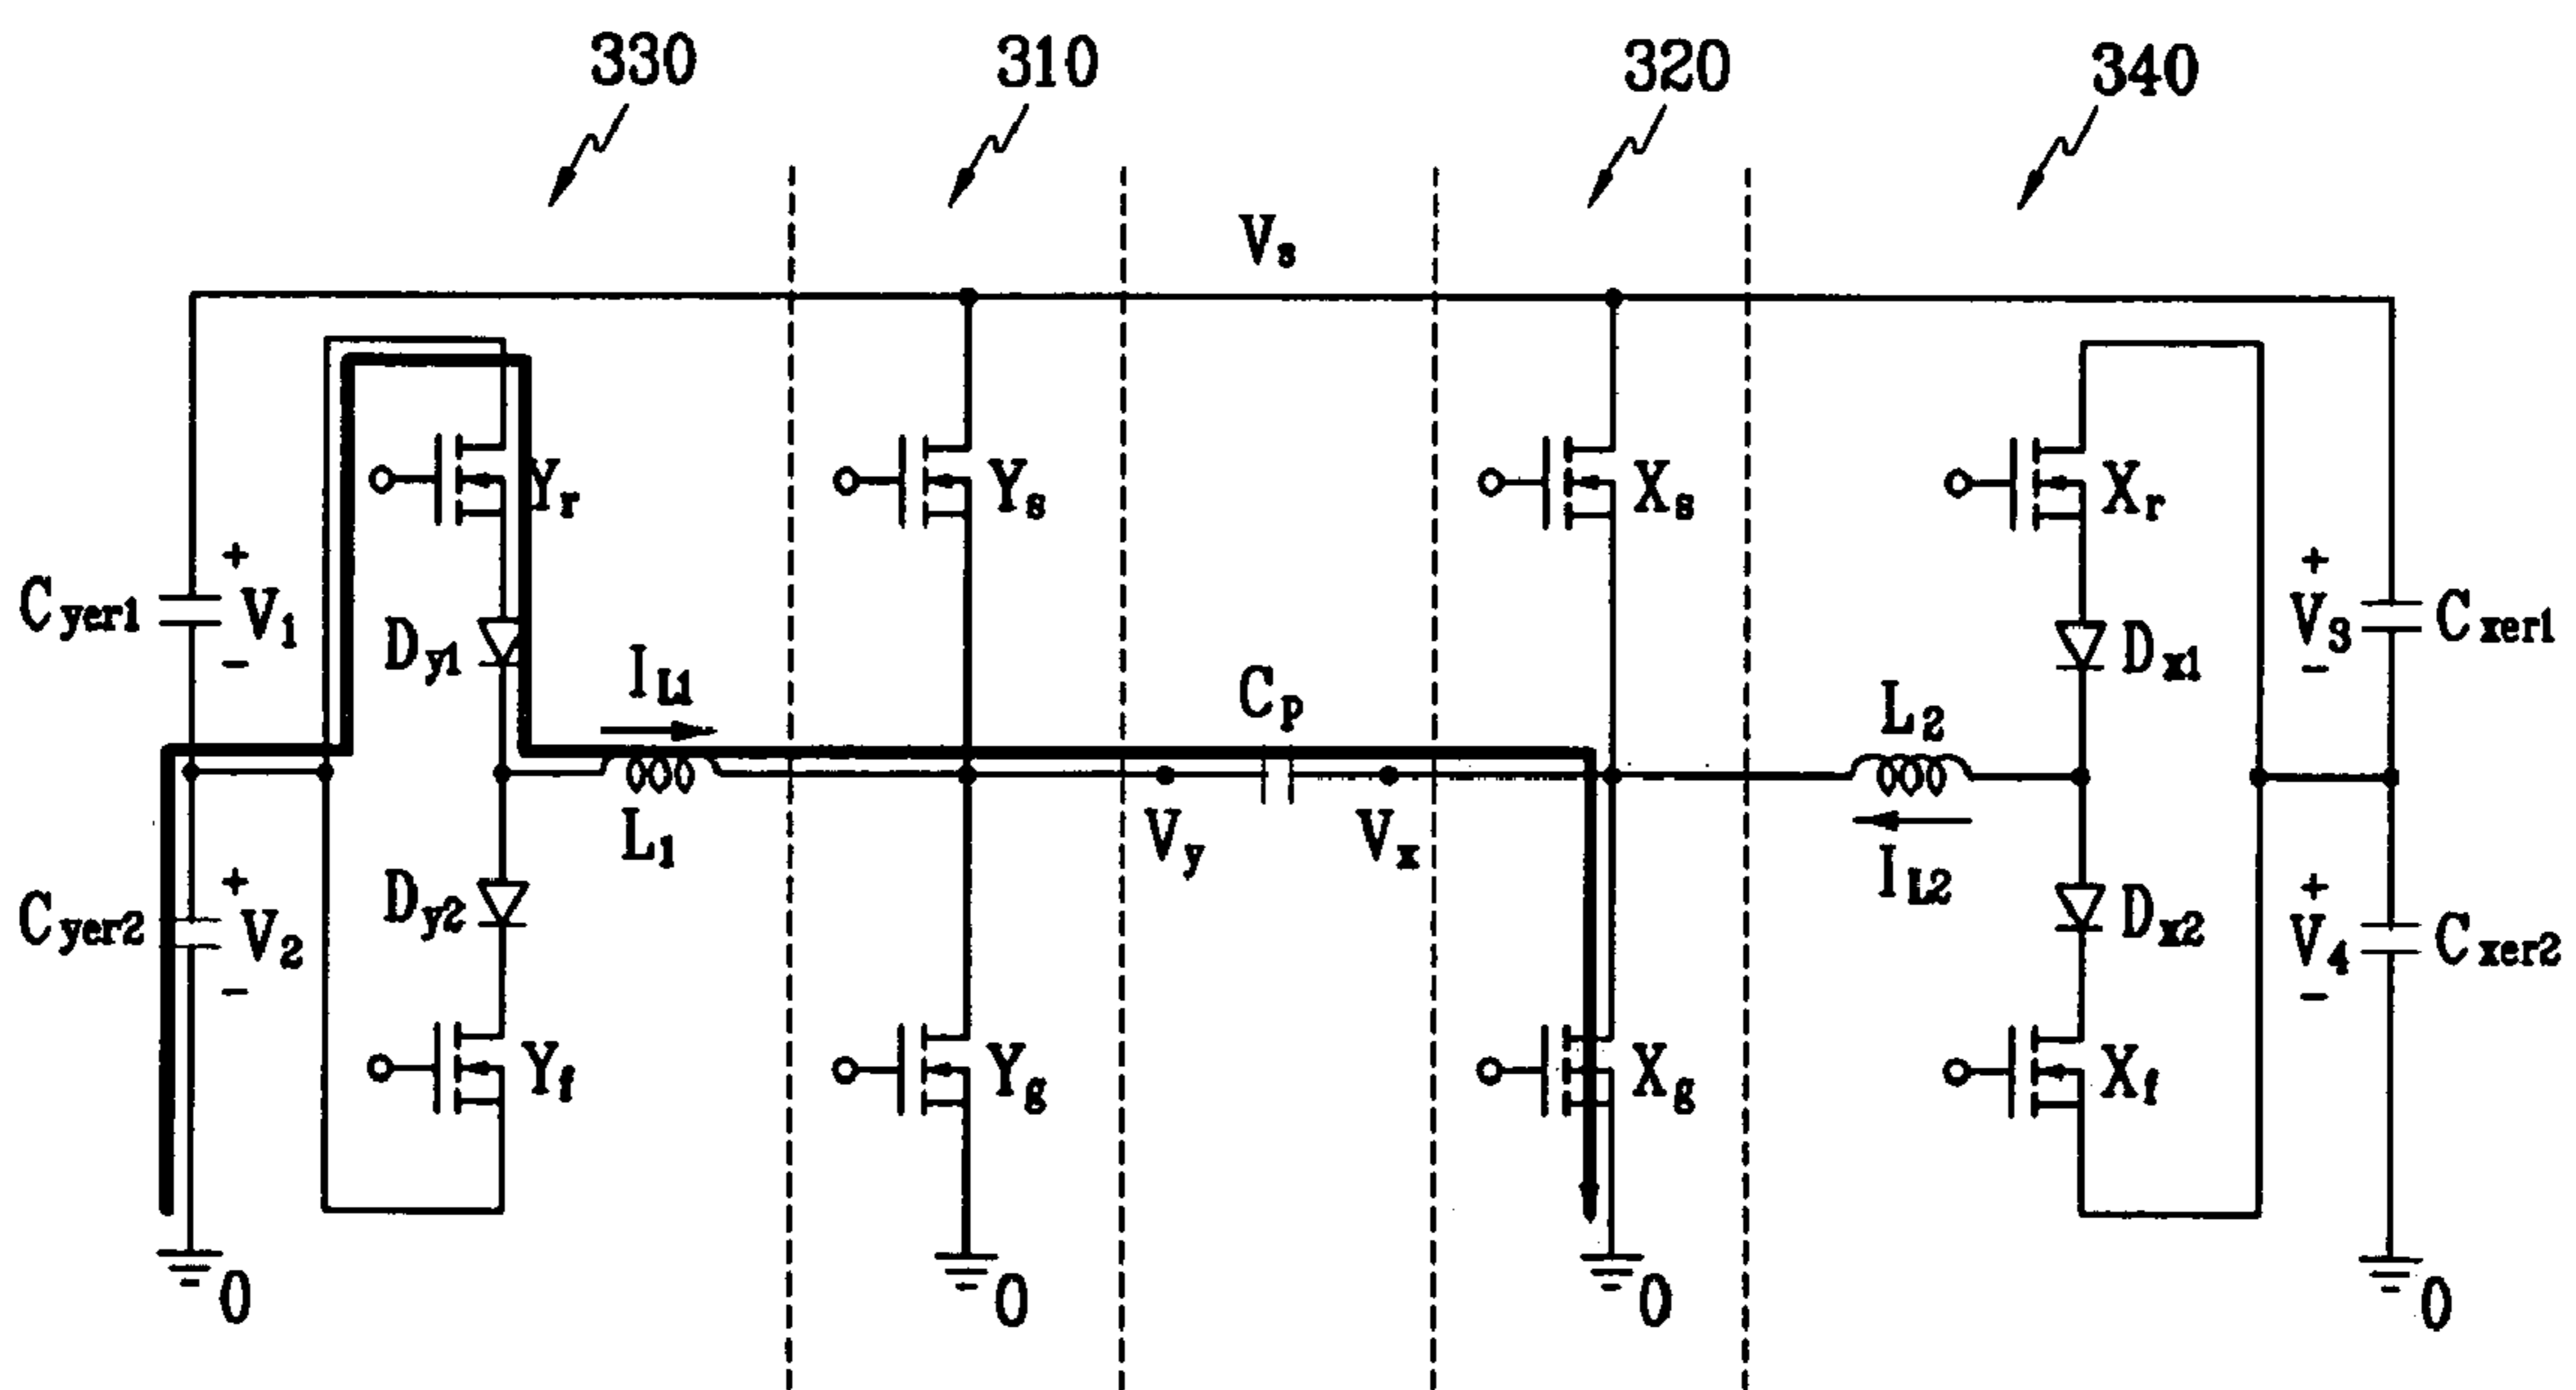 330
310
320
340
Vs
Yr
Ys
Xs
Xr
+
+
Cyer1
V1
V3
Cxer1
-
-
Dy1
Dx1
IL1
Cp
L2
L1
Vy
Vx
IL2
+
+
Cyer2
V2
V4
Cxer2
-
-
Dy2
Dx2
Yf
Yg
Xg
Xf
0
0
0
0